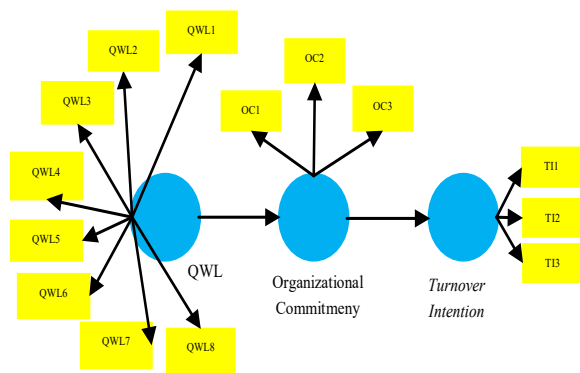 QWL1
QWL2
QWL3
QWL4
QWL5
QWL6
QWL7
QWL8
QWL
OC1
OC2
OC3
Organizational
Commitmeny
TI1
TI2
TI3
Turnover
Intention